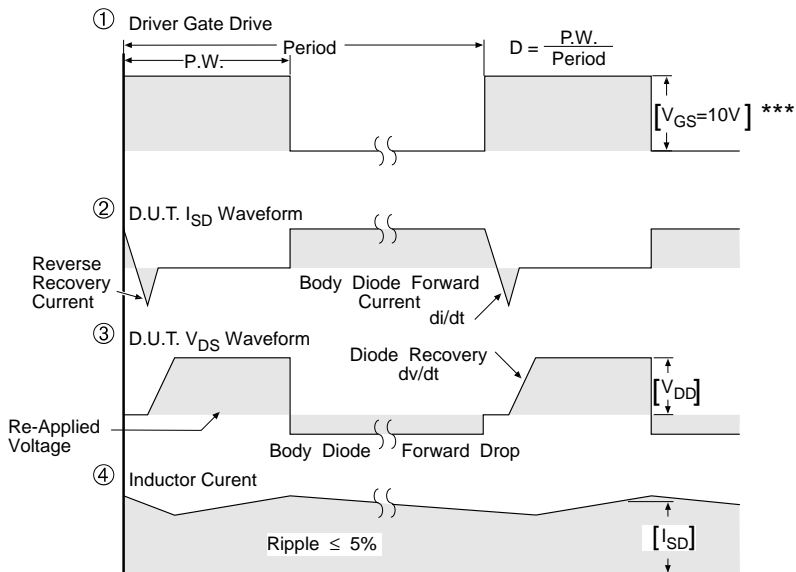 ① Driver Gate Drive
Period
P.W.
D = P.W. / Period
[VGS=10V] ***
② D.U.T. ISD Waveform
Reverse
Recovery
Current
Body Diode Forward
Current
di/dt
③ D.U.T. VDS Waveform
Diode Recovery
dv/dt
[VDD]
Re-Applied
Voltage
Body Diode Forward Drop
④ Inductor Curent
Ripple ≤ 5%
[ISD]